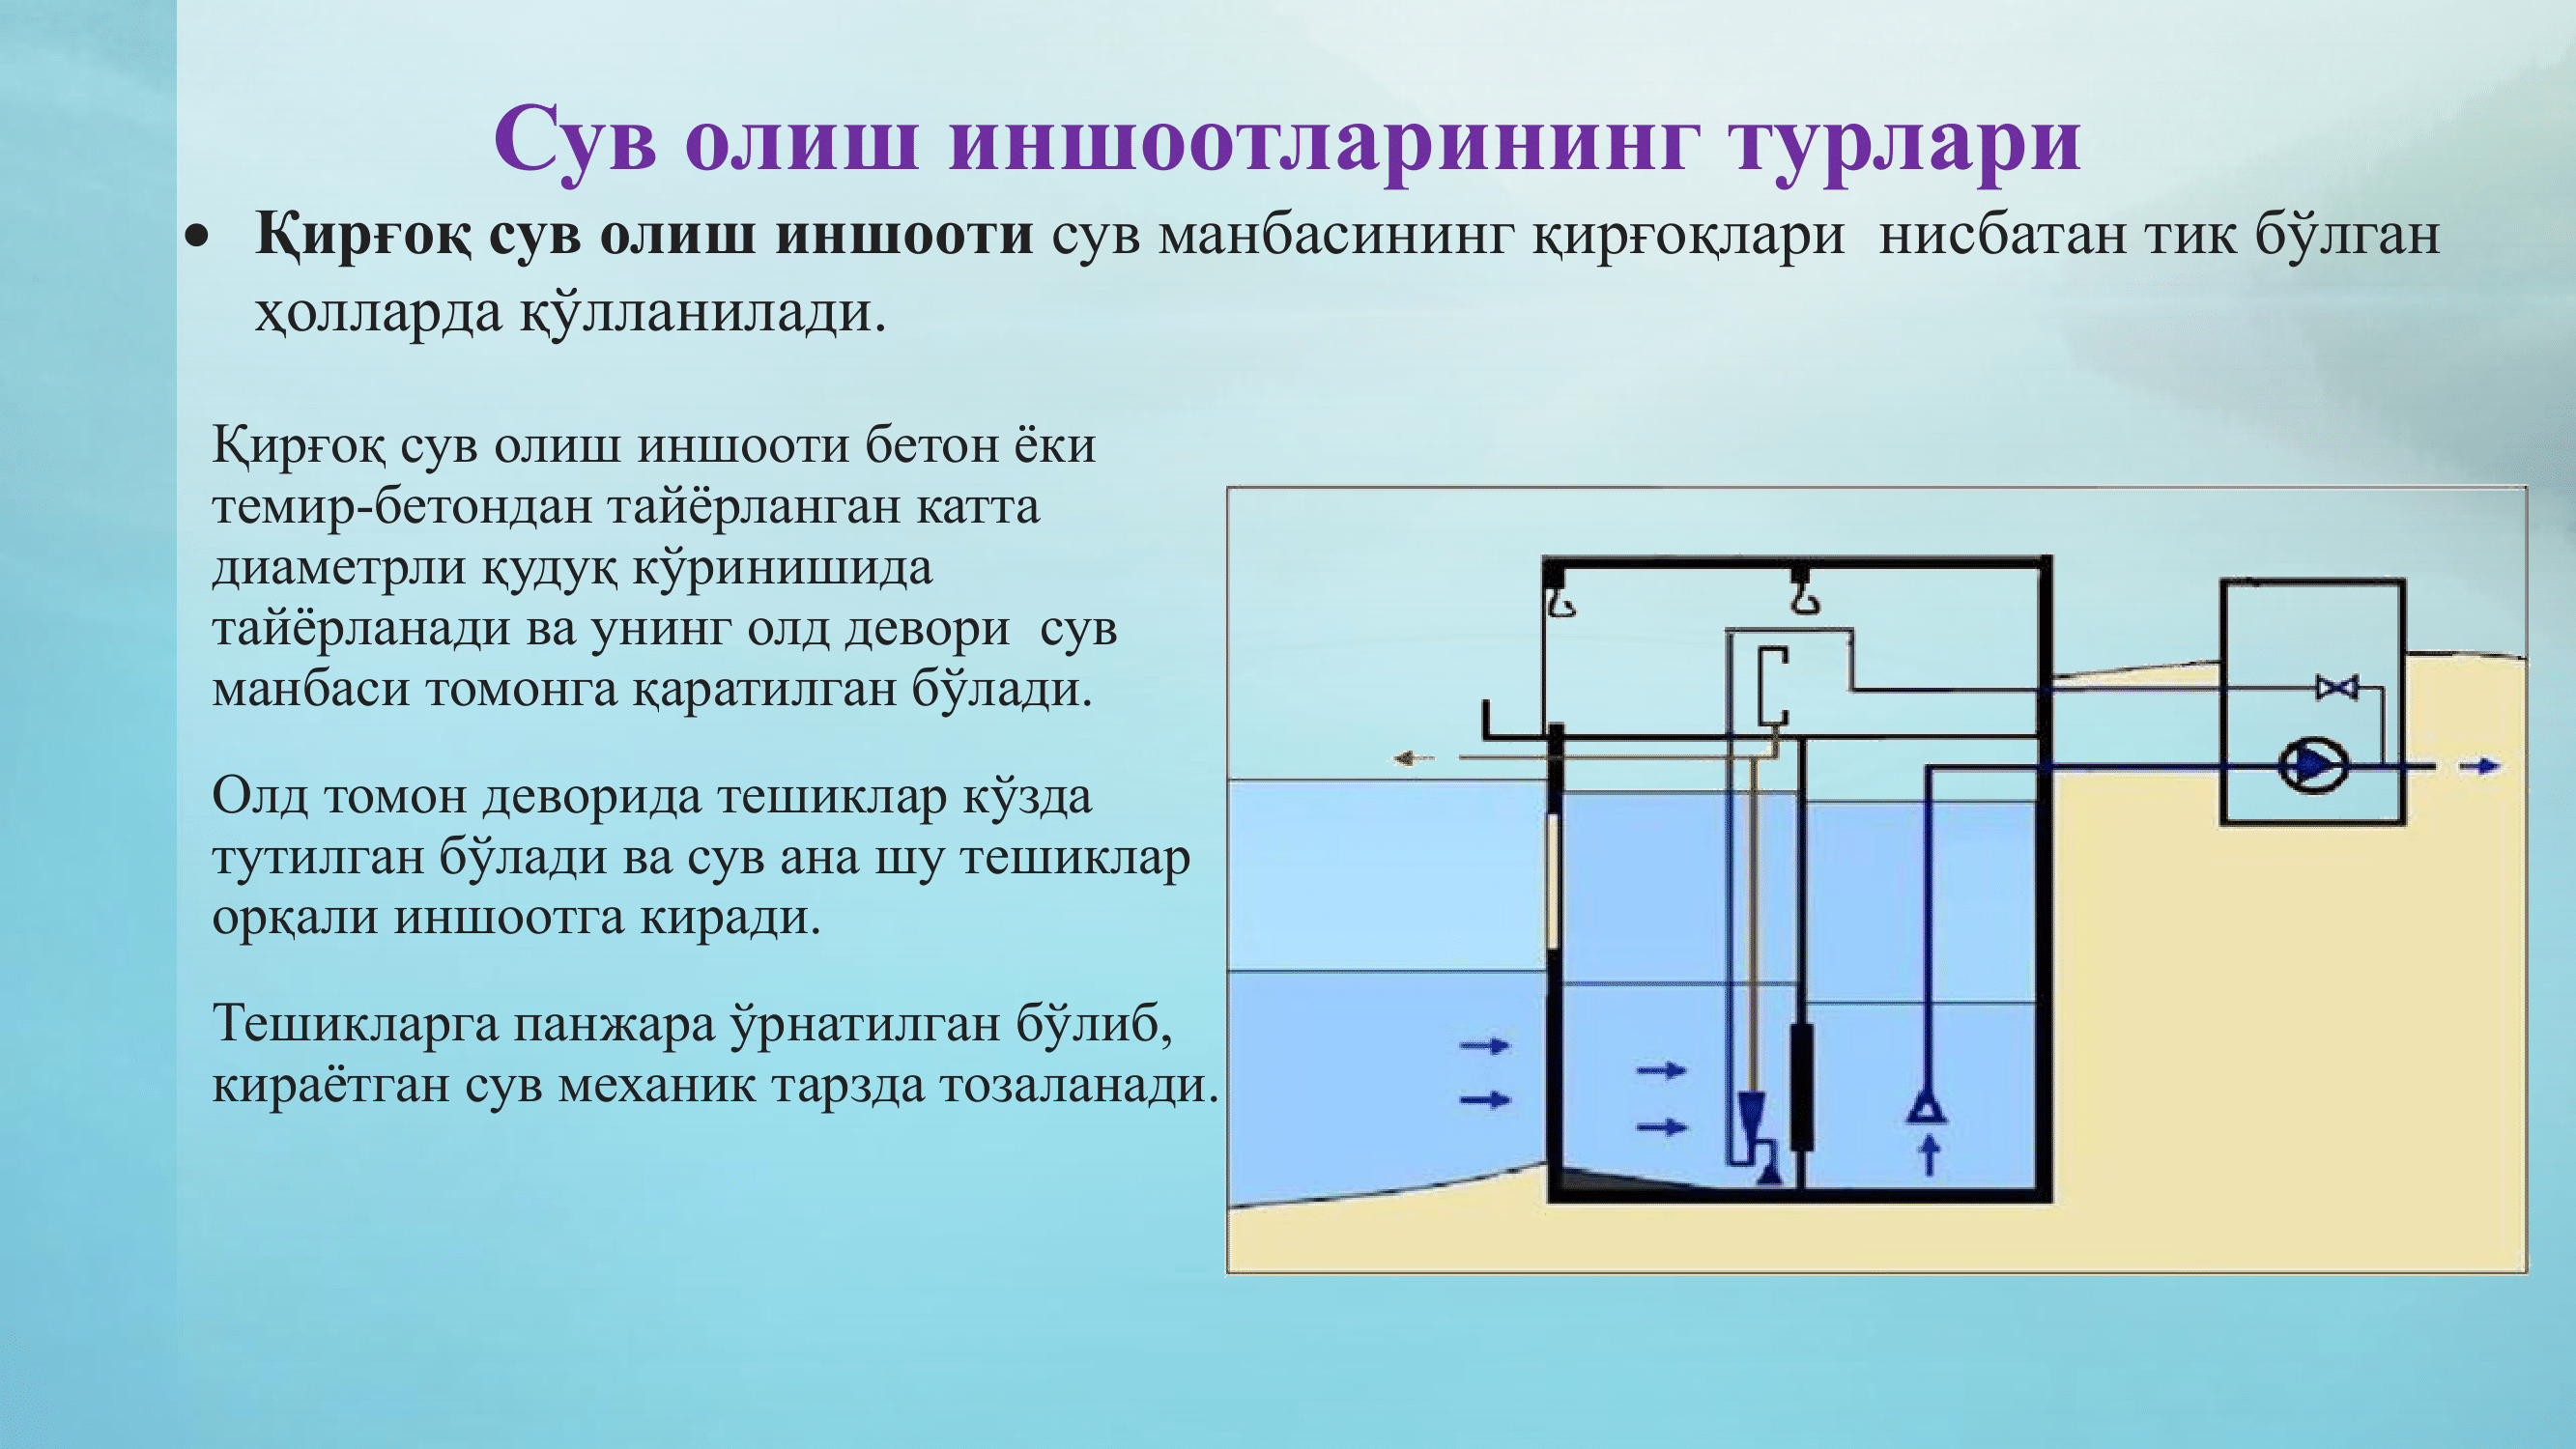 Сув олиш иншоотларининг турлари
• Қирғоқ сув олиш иншооти сув манбасининг қирғоқлари нисбатан тик бўлган
ҳолларда қўлланилади.
Қирғоқ сув олиш иншооти бетон ёки
темир-бетондан тайёрланган катта
диаметрли қудуқ кўринишида
тайёрланади ва унинг олд девори сув
манбаси томонга қаратилган бўлади.
Олд томон деворида тешиклар кўзда
тутилган бўлади ва сув ана шу тешиклар
орқали иншоотга киради.
Тешикларга панжара ўрнатилган бўлиб,
кираётган сув механик тарзда тозаланади.